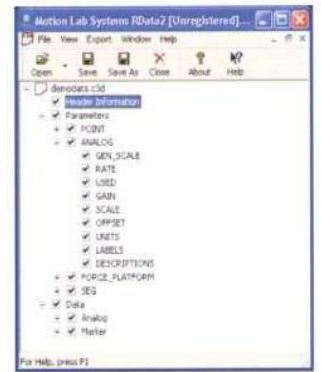 Motion Lab Systems RData2 [Unregistered]...
File View Export Window Help
Open Save Save As Close About Help
demodata.c3d
Header Information
Parameters
POINT
ANALOG
GEN_SCALE
RATE
USED
GAIN
SCALE
OFFSET
UNITS
LABELS
DESCRIPTIONS
FORCE_PLATFORM
SEG
Data
Analog
Marker
For Help, press F1